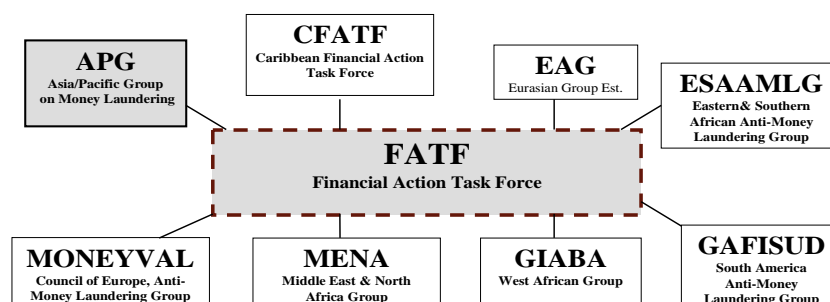 APG
Asia/Pacific Group
on Money Laundering
CFATF
Caribbean Financial Action
Task Force
EAG
Eurasian Group Est.
ESAAMLG
Eastern& Southern
African Anti-Money
Laundering Group
FATF
Financial Action Task Force
MONEYVAL
Council of Europe, Anti-
Money Laundering Group
MENA
Middle East & North
Africa Group
GIABA
West African Group
GAFISUD
South America
Anti-Money
Laundering Group